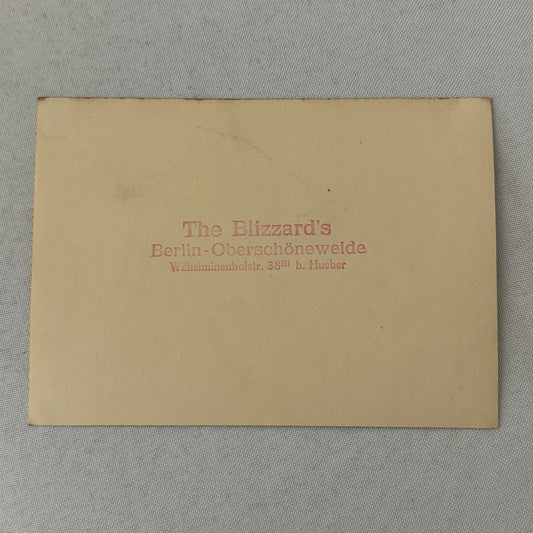 The Blizzard's
Berlin-Oberschöneweide
Wilhelminenhofstr. 38III b. Hueber